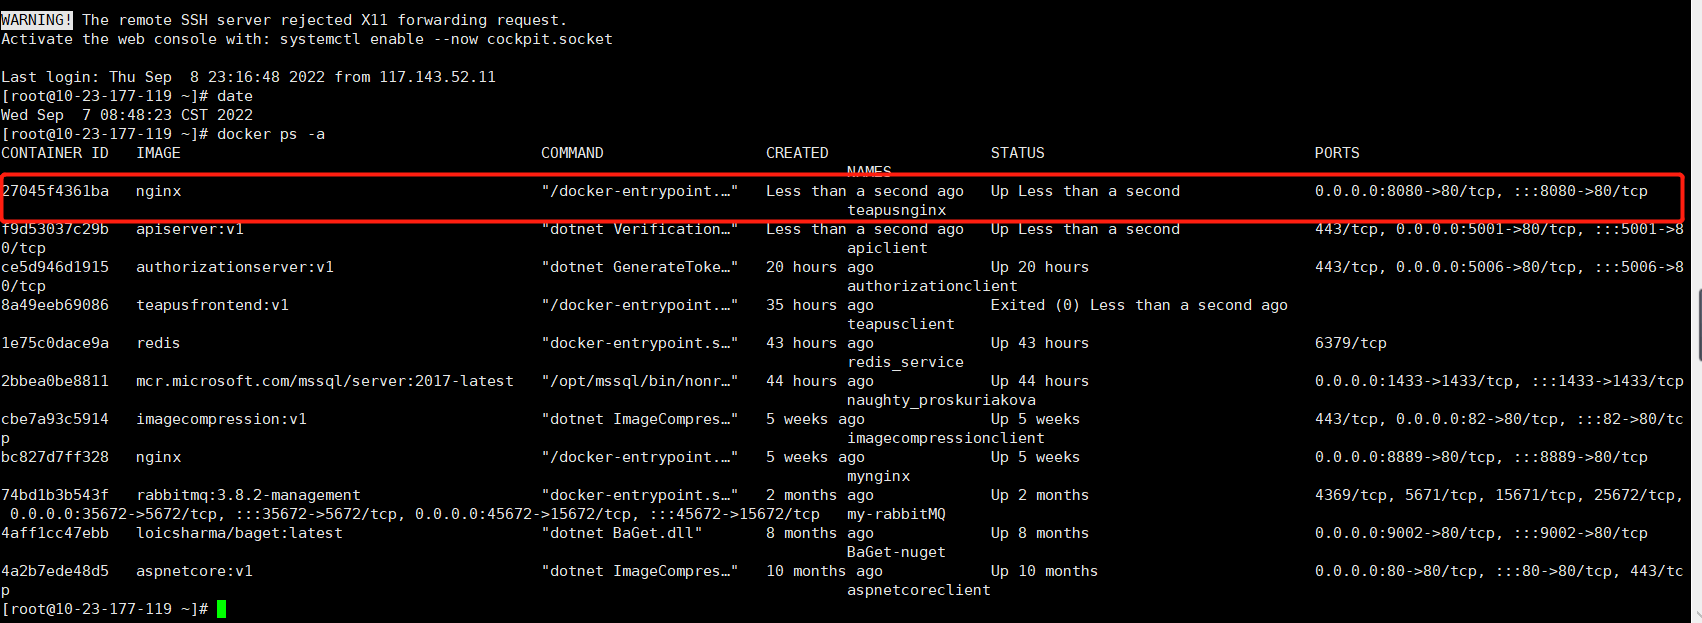 WARNING! The remote SSH server rejected X11 forwarding request.
Activate the web console with: systemctl enable --now cockpit.socket
Last login: Thu Sep  8 23:16:48 2022 from 117.143.52.11
[root@10-23-177-119 ~]# date
Wed Sep  7 08:48:23 CST 2022
[root@10-23-177-119 ~]# docker ps -a
CONTAINER ID   IMAGE                                        COMMAND                  CREATED                  STATUS                              PORTS
NAMES
27045f4361ba   nginx                                        "/docker-entrypoint.…"   Less than a second ago   Up Less than a second               0.0.0.0:8080->80/tcp, :::8080->80/tcp
teapusnginx
f9d53037c29b   apiserver:v1                                 "dotnet Verification…"   Less than a second ago   Up Less than a second               443/tcp, 0.0.0.0:5001->80/tcp, :::5001->8
0/tcp                                                                                         apiclient
ce5d946d1915   authorizationserver:v1                       "dotnet GenerateToke…"   20 hours ago             Up 20 hours                         443/tcp, 0.0.0.0:5006->80/tcp, :::5006->8
0/tcp                                                                                         authorizationclient
8a49eeb69086   teapusfrontend:v1                            "/docker-entrypoint.…"   35 hours ago             Exited (0) Less than a second ago
teapusclient
1e75c0dace9a   redis                                        "docker-entrypoint.s…"   43 hours ago             Up 43 hours                         6379/tcp
redis_service
2bbea0be8811   mcr.microsoft.com/mssql/server:2017-latest   "/opt/mssql/bin/nonr…"   44 hours ago             Up 44 hours                         0.0.0.0:1433->1433/tcp, :::1433->1433/tcp
naughty_proskuriakova
cbe7a93c5914   imagecompression:v1                          "dotnet ImageCompres…"   5 weeks ago              Up 5 weeks                          443/tcp, 0.0.0.0:82->80/tcp, :::82->80/tc
p                                                                                             imagecompressionclient
bc827d7ff328   nginx                                        "/docker-entrypoint.…"   5 weeks ago              Up 5 weeks                          0.0.0.0:8889->80/tcp, :::8889->80/tcp
mynginx
74bd1b3b543f   rabbitmq:3.8.2-management                    "docker-entrypoint.s…"   2 months ago             Up 2 months                         4369/tcp, 5671/tcp, 15671/tcp, 25672/tcp,
0.0.0.0:35672->5672/tcp, :::35672->5672/tcp, 0.0.0.0:45672->15672/tcp, :::45672->15672/tcp   my-rabbitMQ
4aff1cc47ebb   loicsharma/baget:latest                      "dotnet BaGet.dll"       8 months ago             Up 8 months                         0.0.0.0:9002->80/tcp, :::9002->80/tcp
BaGet-nuget
4a2b7ede48d5   aspnetcore:v1                                "dotnet ImageCompres…"   10 months ago            Up 10 months                        0.0.0.0:80->80/tcp, :::80->80/tcp, 443/tc
p                                                                                             aspnetcoreclient
[root@10-23-177-119 ~]#